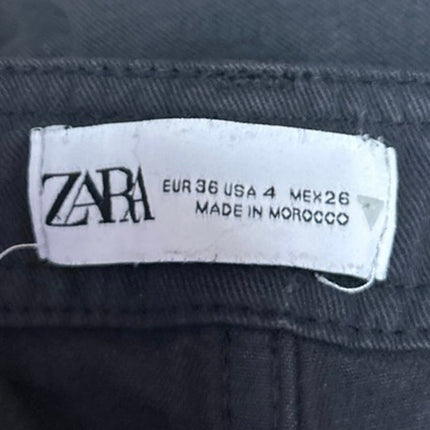 ZARA
EUR 36 USA 4 MEX 26
MADE IN MOROCCO